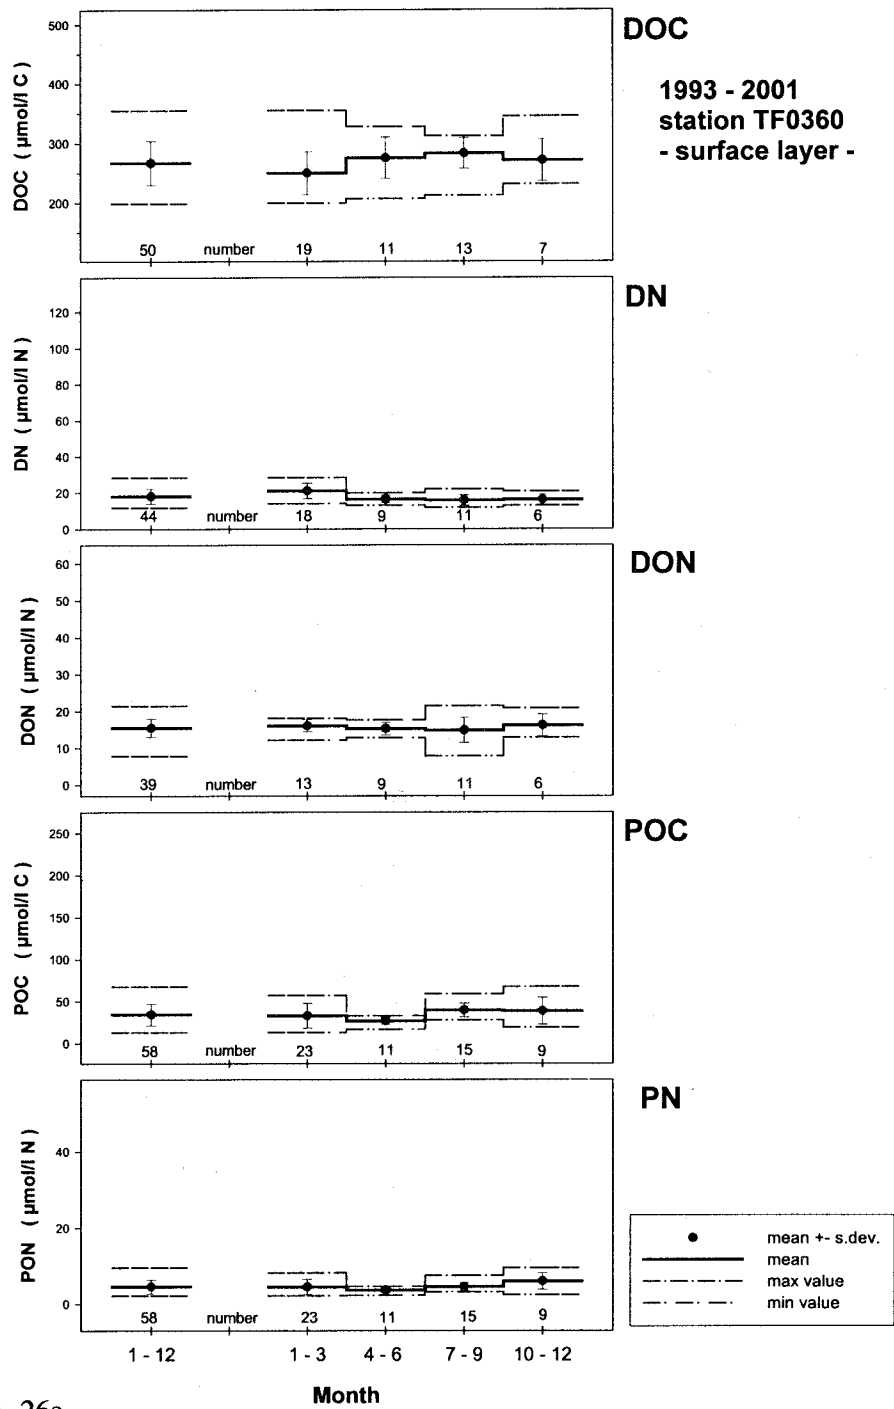 DOC
1993 - 2001
station TF0360
- surface layer -
DOC ( µmol/l C )
500
400
300
200
50 number 19 11 13 7
DN
DN ( µmol/l N )
120
100
80
60
40
20
0
44 number 18 9 11 6
DON
DON ( µmol/l N )
60
50
40
30
20
10
0
39 number 13 9 11 6
POC
POC ( µmol/l C )
250
200
150
100
50
0
58 number 23 11 15 9
PN
PON ( µmol/l N )
40
20
0
58 number 23 11 15 9
1 - 12 1 - 3 4 - 6 7 - 9 10 - 12
Month
mean +- s.dev.
mean
max value
min value